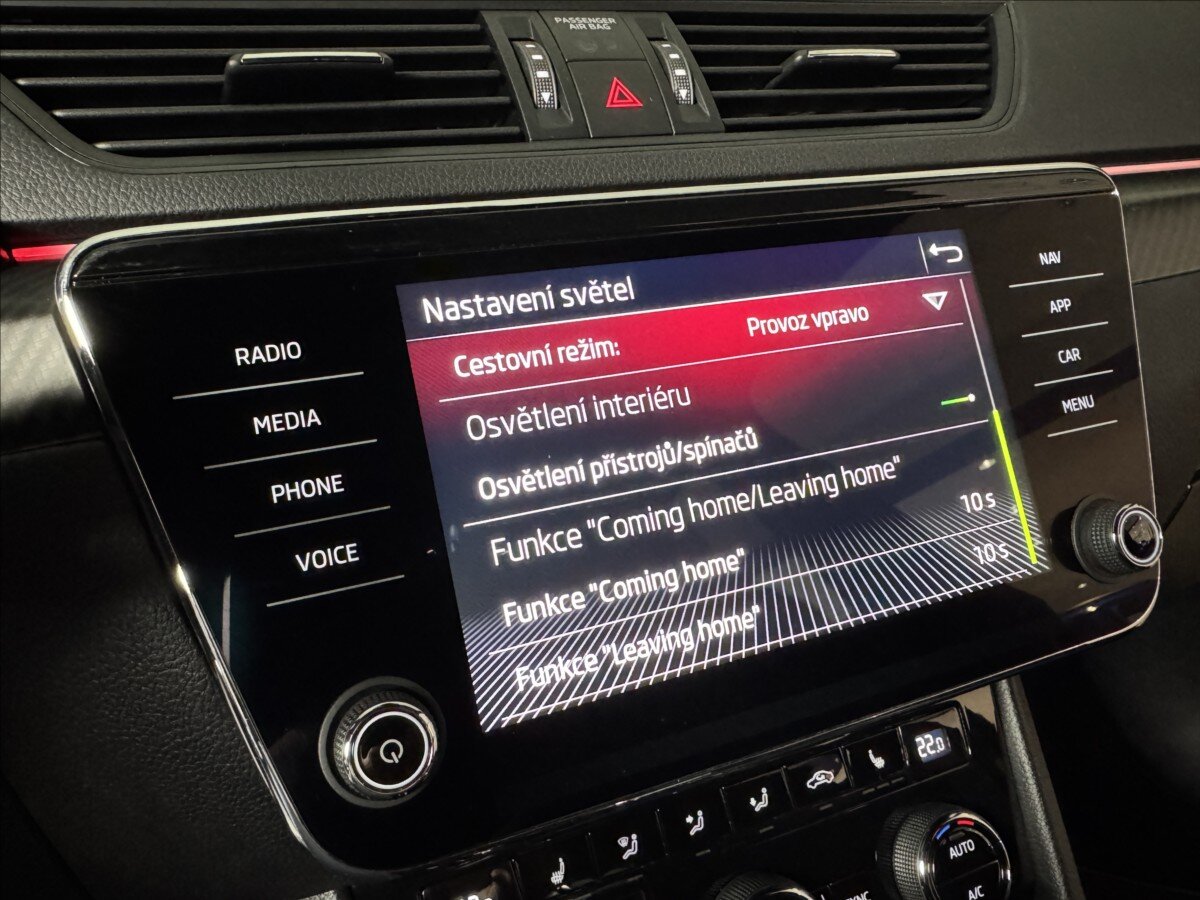 PASSENGER
AIR BAG
Nastavení světel
Cestovní režim: Provoz vpravo
Osvětlení interiéru
Osvětlení přístrojů/spínačů
Funkce "Coming home/Leaving home"
Funkce "Coming home" 10 s
Funkce "Leaving home" 10 s
RADIO
MEDIA
PHONE
VOICE
NAV
APP
CAR
MENU
22.0
AUTO
A/C